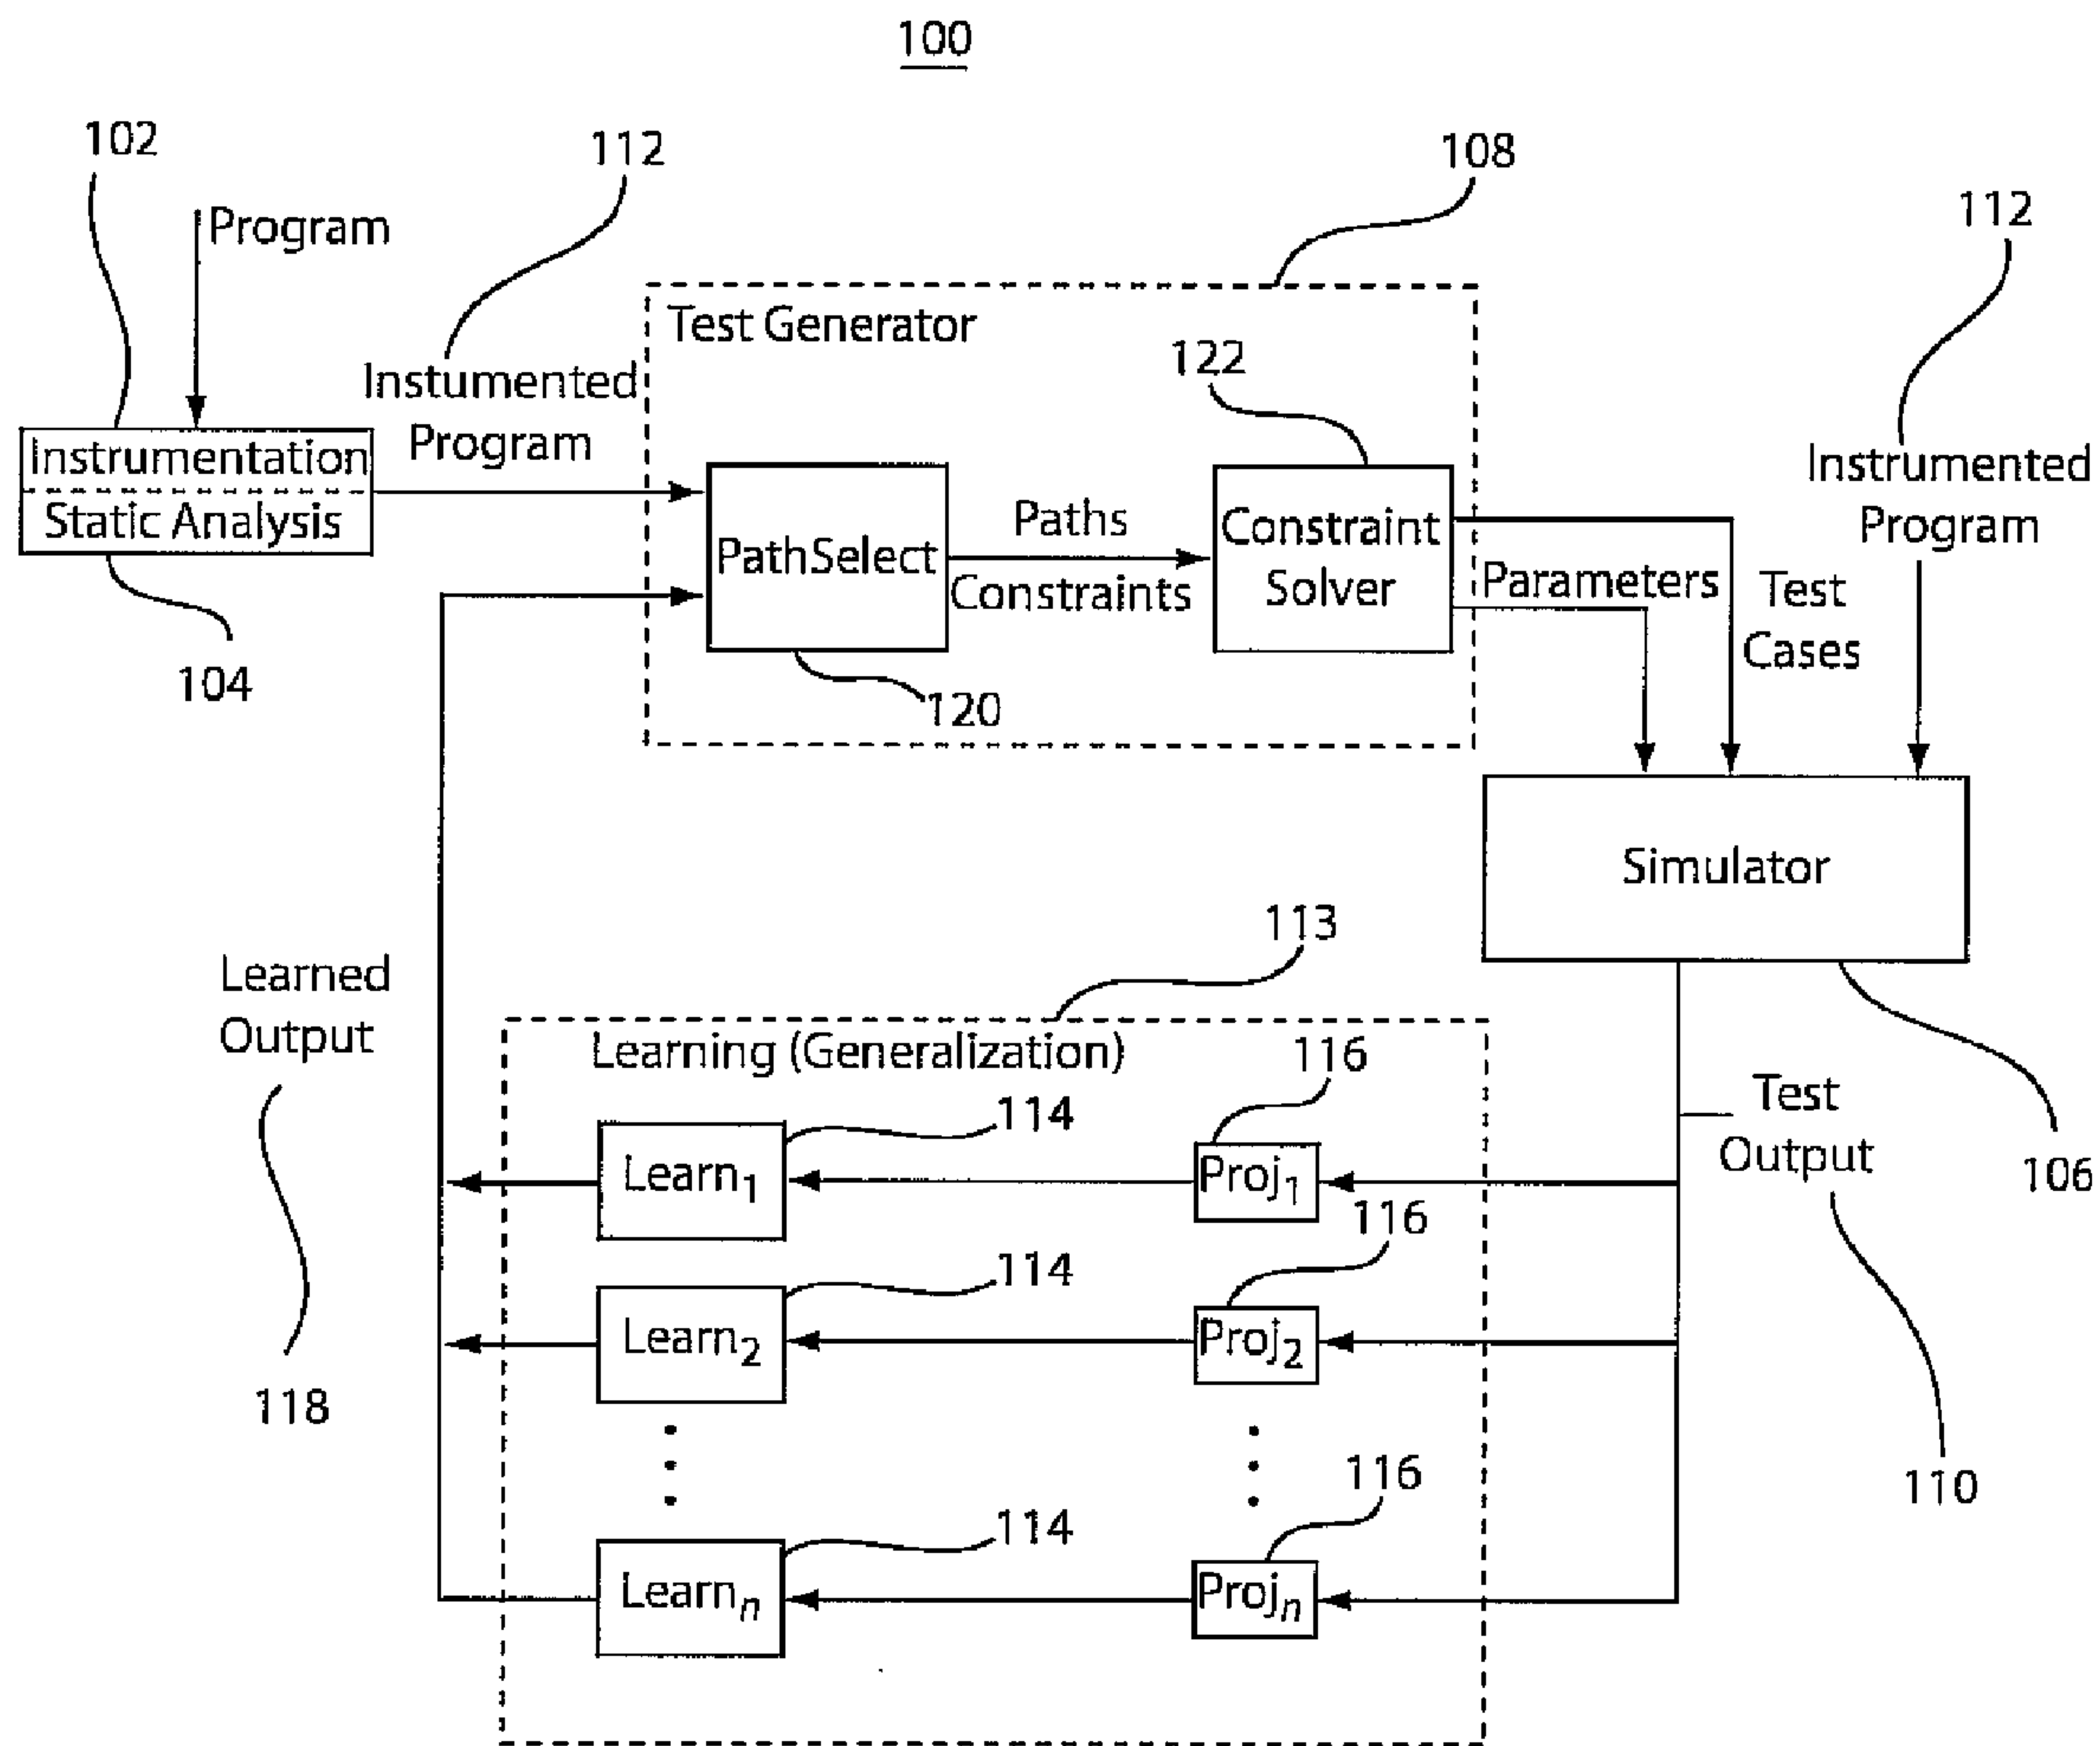 100
102
112
108
112
Program
Test Generator
122
Instumented
Program
Instrumentation
Static Analysis
Instrumented
Program
PathSelect
Paths
Constraints
Constraint
Solver
Parameters
Test
Cases
104
120
Simulator
113
Learned
Output
Learning (Generalization)
116
114
Test
Output
Learn1
Proj1
106
116
114
Learn2
Proj2
118
116
110
114
Learnn
Projn